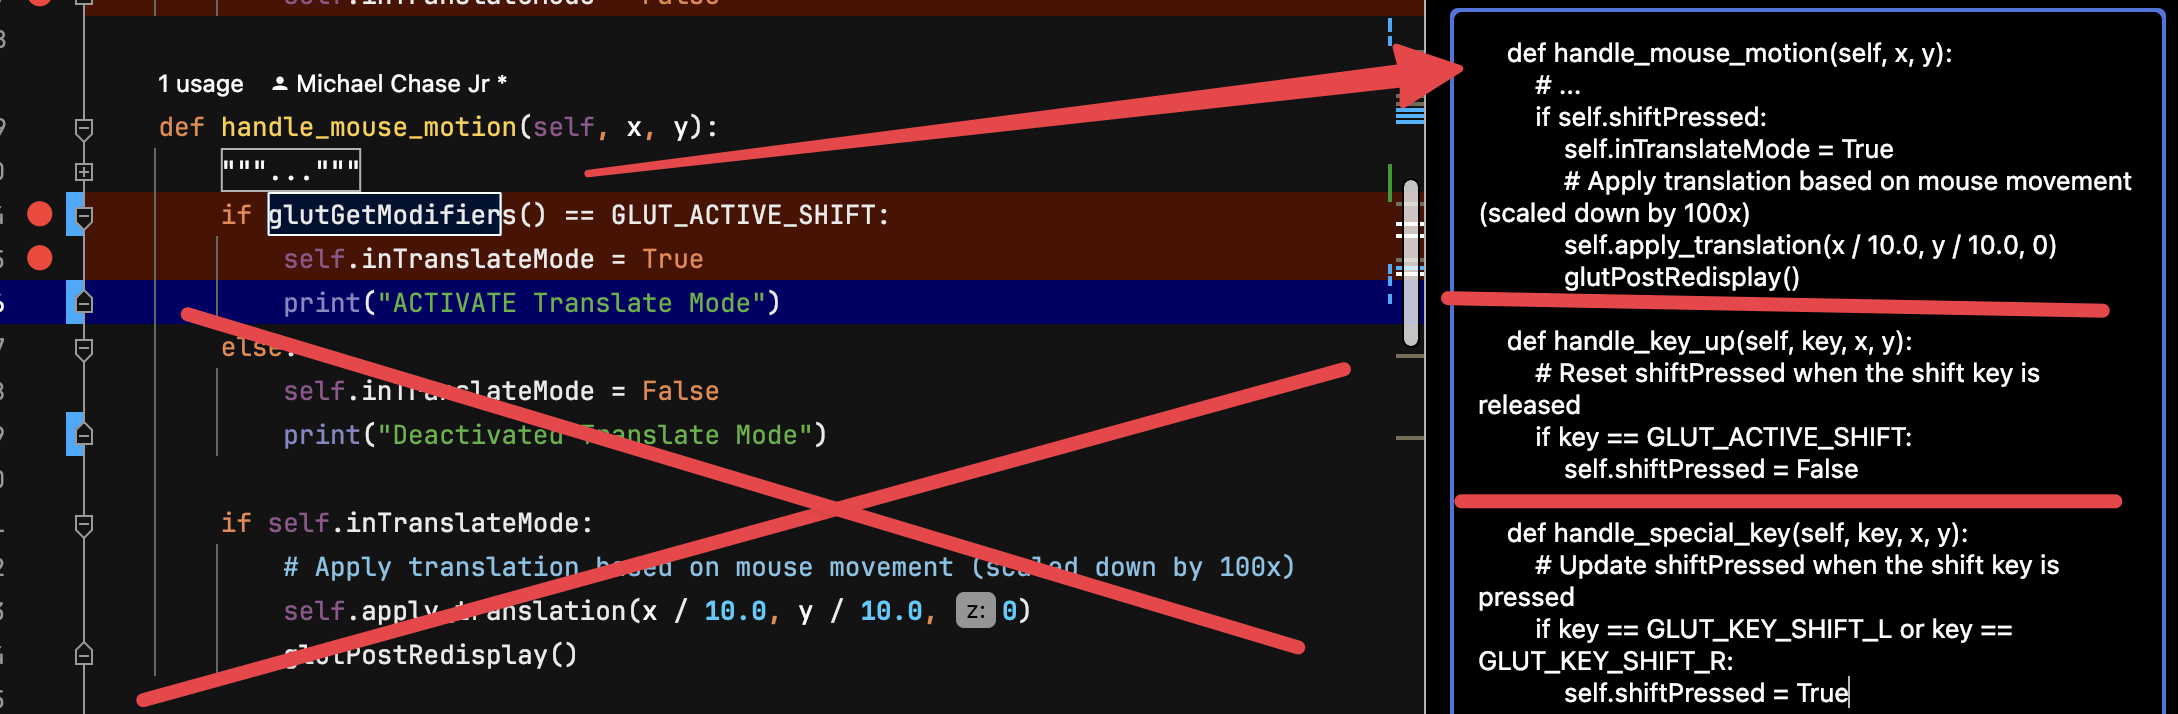 self.inTranslateMode = False
1 usage Michael Chase Jr *
def handle_mouse_motion(self, x, y):
"""..."""
if glutGetModifiers() == GLUT_ACTIVE_SHIFT:
self.inTranslateMode = True
print("ACTIVATE Translate Mode")
else:
self.inTranslateMode = False
print("Deactivated Translate Mode")
if self.inTranslateMode:
# Apply translation based on mouse movement (scaled down by 100x)
self.apply_translation(x / 10.0, y / 10.0, z: 0)
glutPostRedisplay()
def handle_mouse_motion(self, x, y):
# ...
if self.shiftPressed:
self.inTranslateMode = True
# Apply translation based on mouse movement
(scaled down by 100x)
self.apply_translation(x / 10.0, y / 10.0, 0)
glutPostRedisplay()
def handle_key_up(self, key, x, y):
# Reset shiftPressed when the shift key is
released
if key == GLUT_ACTIVE_SHIFT:
self.shiftPressed = False
def handle_special_key(self, key, x, y):
# Update shiftPressed when the shift key is
pressed
if key == GLUT_KEY_SHIFT_L or key ==
GLUT_KEY_SHIFT_R:
self.shiftPressed = True